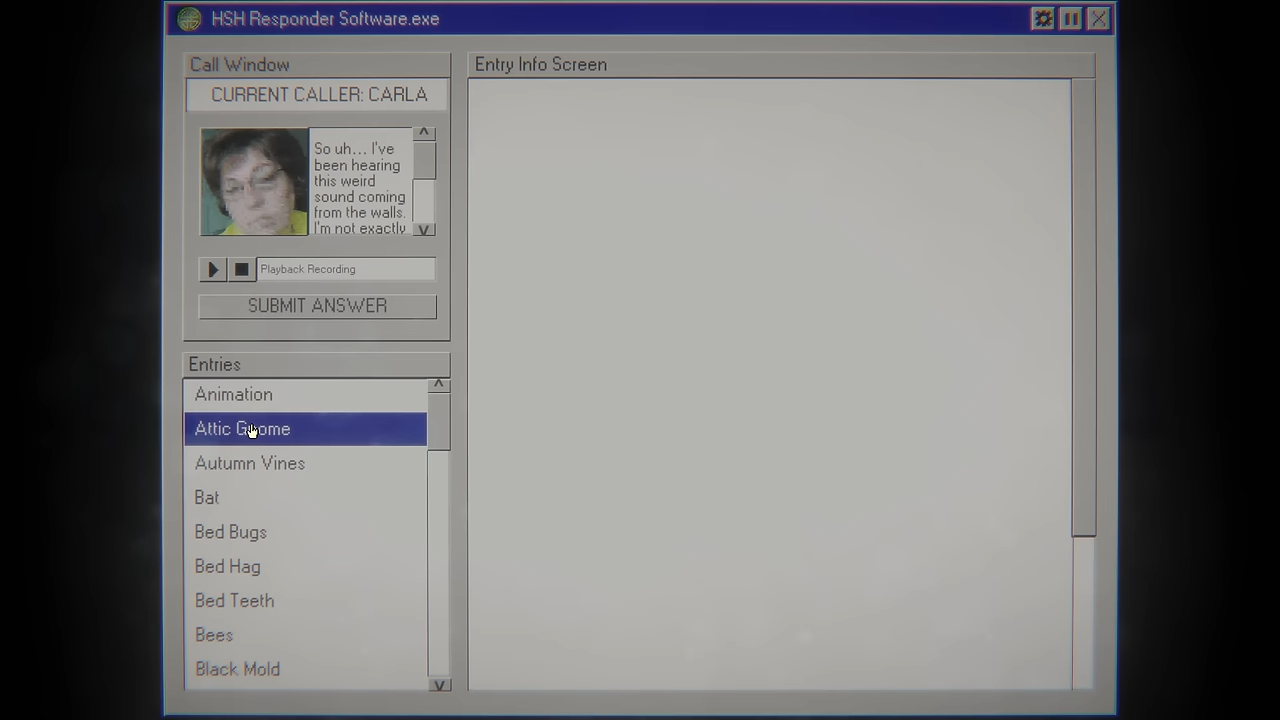 HSH Responder Software.exe
Call Window
CURRENT CALLER: CARLA
So uh... I've
been hearing
this weird
sound coming
from the walls.
I'm not exactly
Playback Recording
SUBMIT ANSWER
Entries
Animation
Attic Gnome
Autumn Vines
Bat
Bed Bugs
Bed Hag
Bed Teeth
Bees
Black Mold
Entry Info Screen